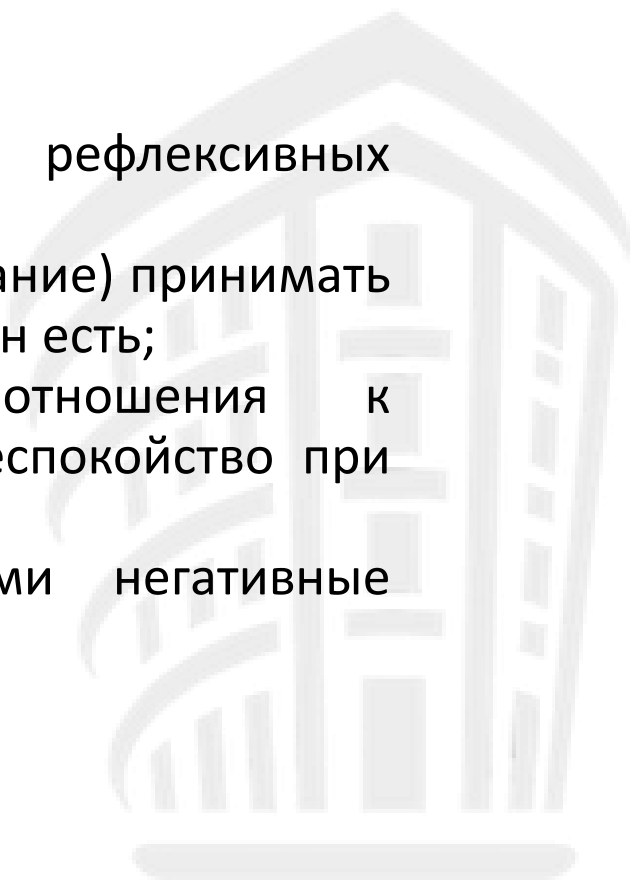 рефлексивных
ание) принимать
н есть;
отношения к
еспокойство при
ми негативные